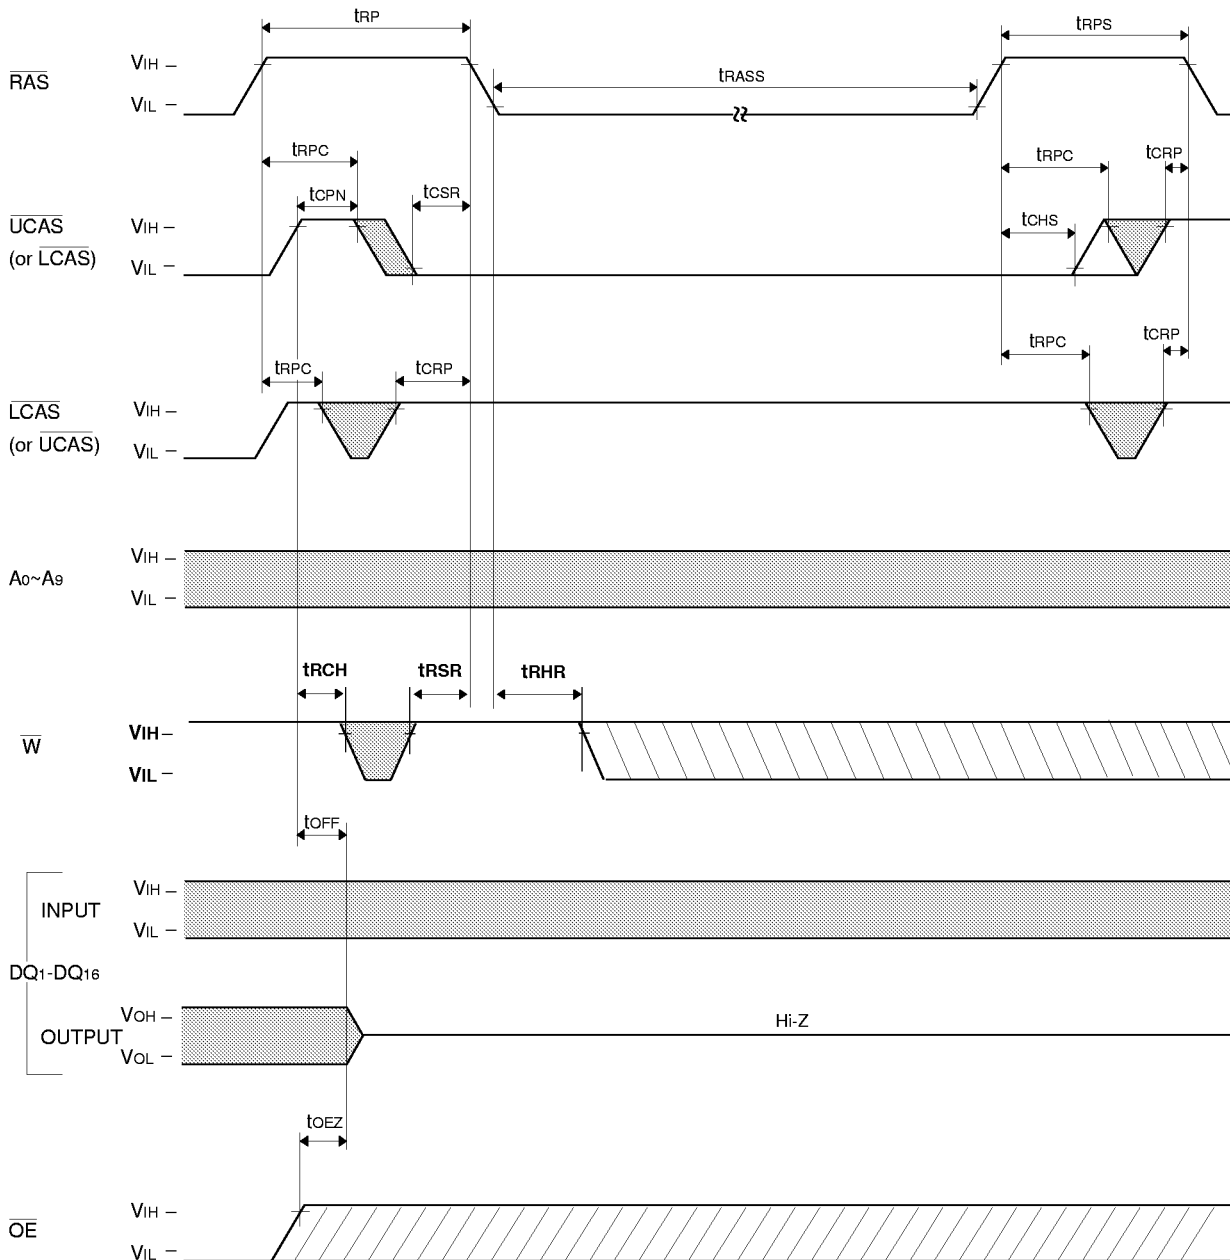 tRP
tRPS
RAS
VIH
VIL
tRASS
tRPC
tCPN
tCSR
tRPC
tCRP
tCHS
UCAS
(or LCAS)
VIH
VIL
tRPC
tCRP
tRPC
tCRP
LCAS
(or UCAS)
VIH
VIL
A0~A9
VIH
VIL
tRCH
tRSR
tRHR
W
VIH
VIL
tOFF
DQ1-DQ16
INPUT
VIH
VIL
OUTPUT
VOH
VOL
Hi-Z
tOEZ
OE
VIH
VIL